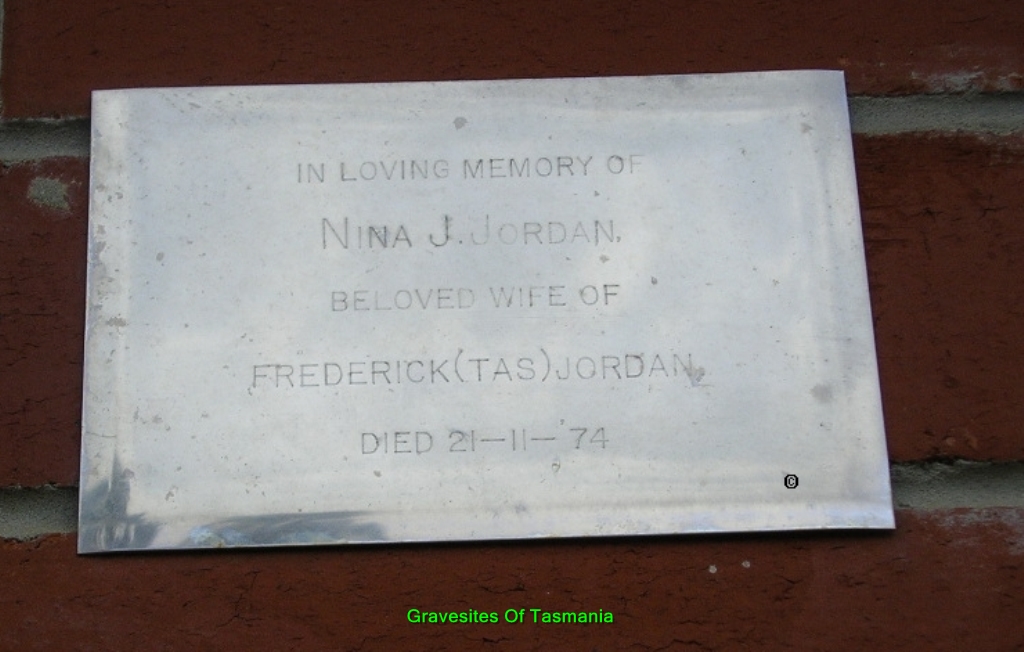 IN LOVING MEMORY OF
NINA J. JORDAN.
BELOVED WIFE OF
FREDERICK (TAS) JORDAN.
DIED 21-11-'74
©
Gravesites Of Tasmania